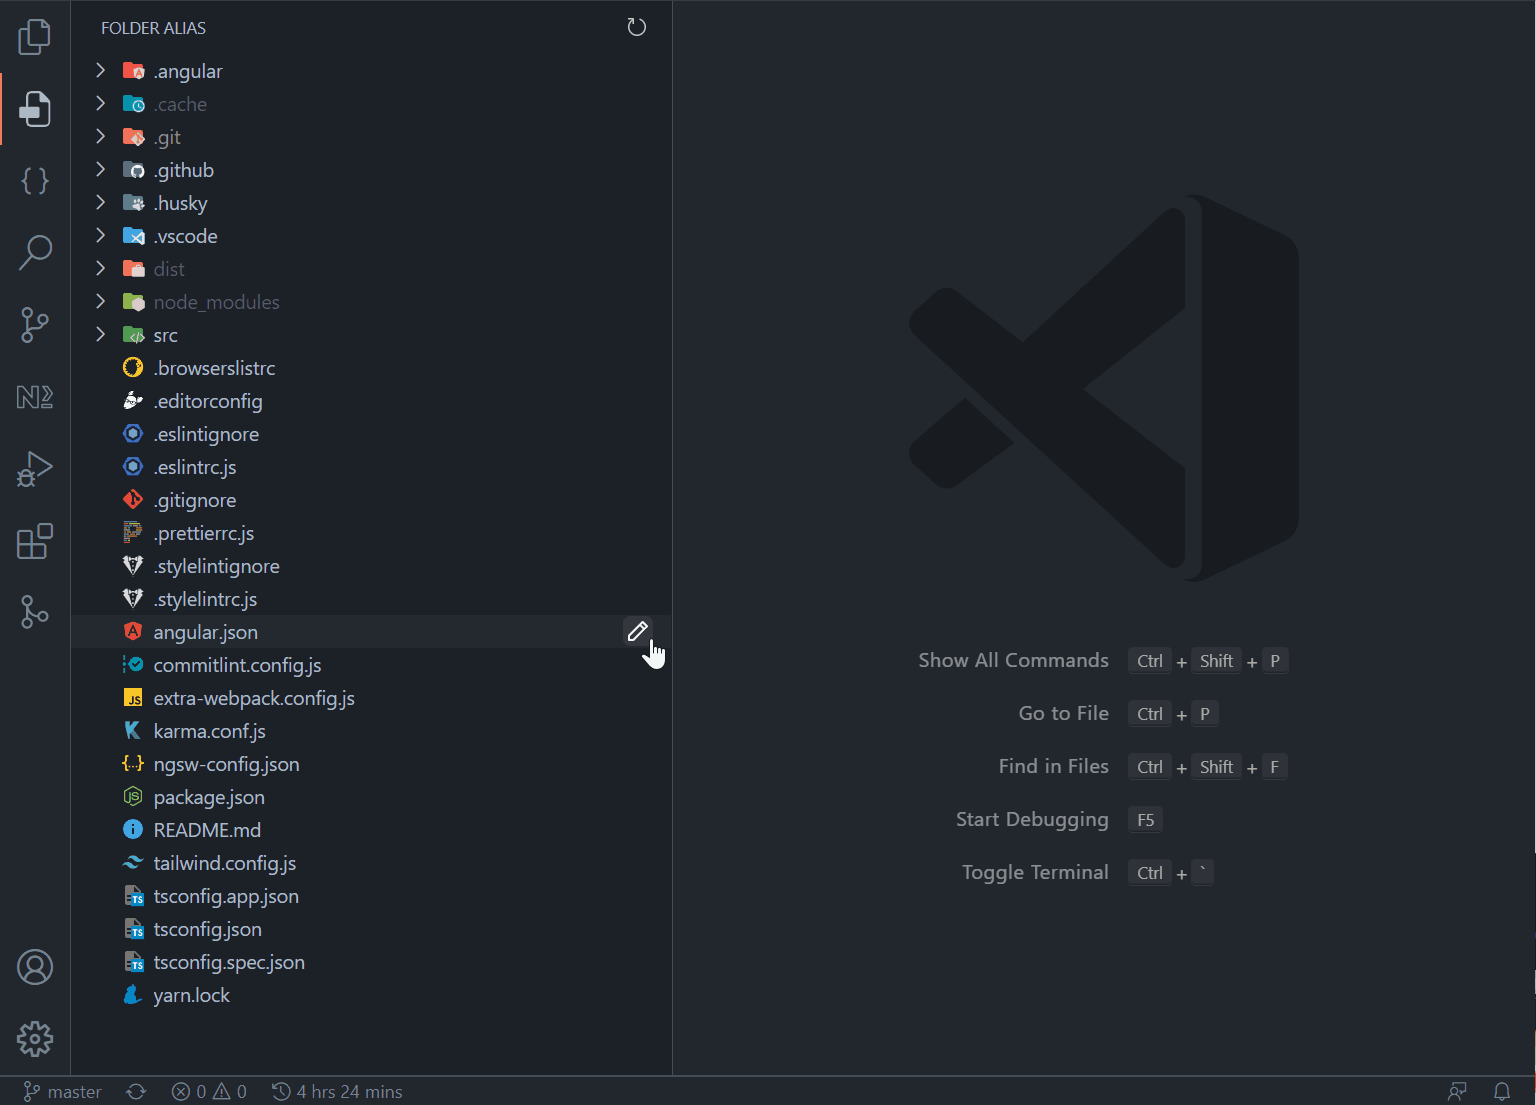 FOLDER ALIAS
.angular
.cache
.git
.github
.husky
.vscode
dist
node_modules
src
.browserslistrc
.editorconfig
.eslintignore
.eslintrc.js
.gitignore
.prettierrc.js
.stylelintignore
.stylelintrc.js
angular.json
commitlint.config.js
extra-webpack.config.js
karma.conf.js
ngsw-config.json
package.json
README.md
tailwind.config.js
tsconfig.app.json
tsconfig.json
tsconfig.spec.json
yarn.lock
Show All Commands Ctrl + Shift + P
Go to File Ctrl + P
Find in Files Ctrl + Shift + F
Start Debugging F5
Toggle Terminal Ctrl + `
master 0 0 4 hrs 24 mins